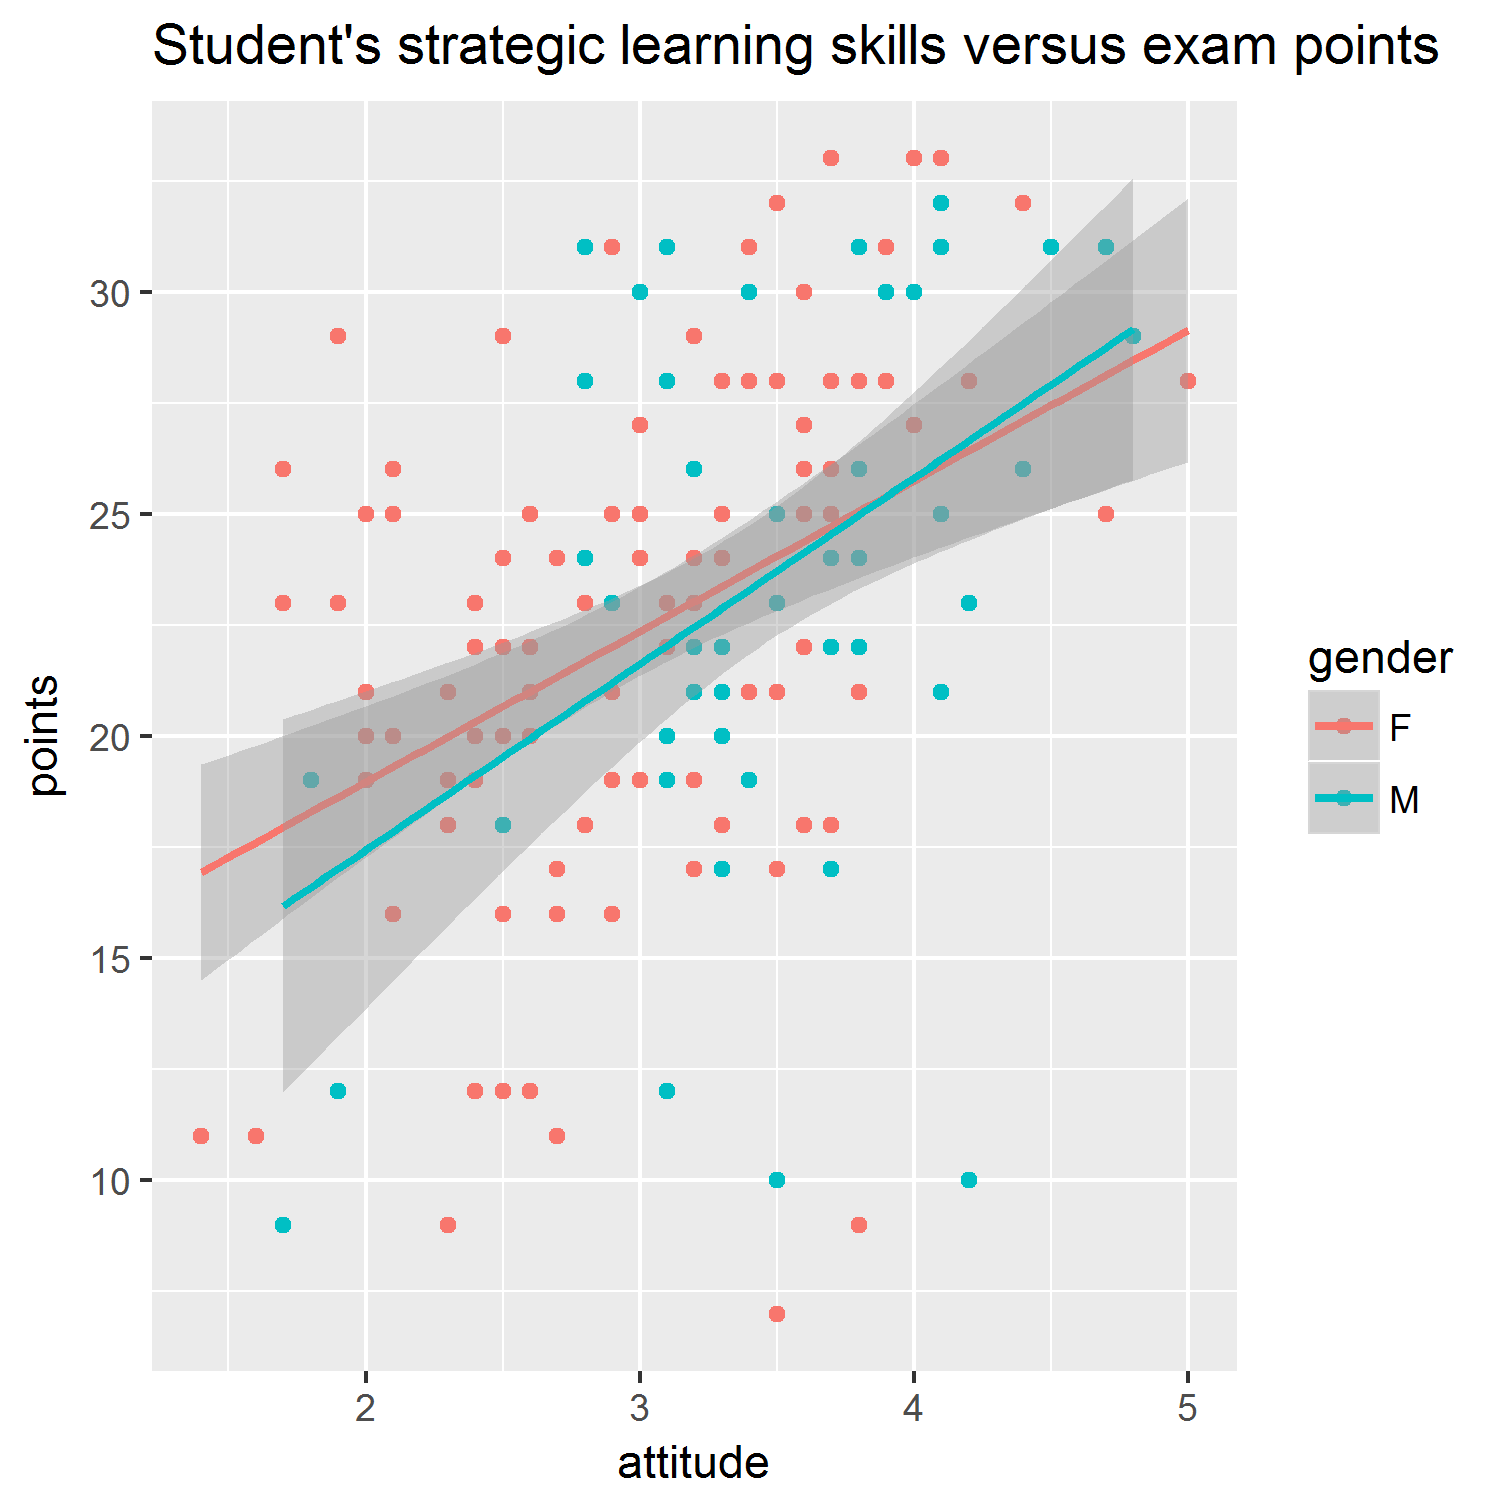 Student's strategic learning skills versus exam points
points
30
25
20
15
10
2 3 4 5
attitude
gender
F
M